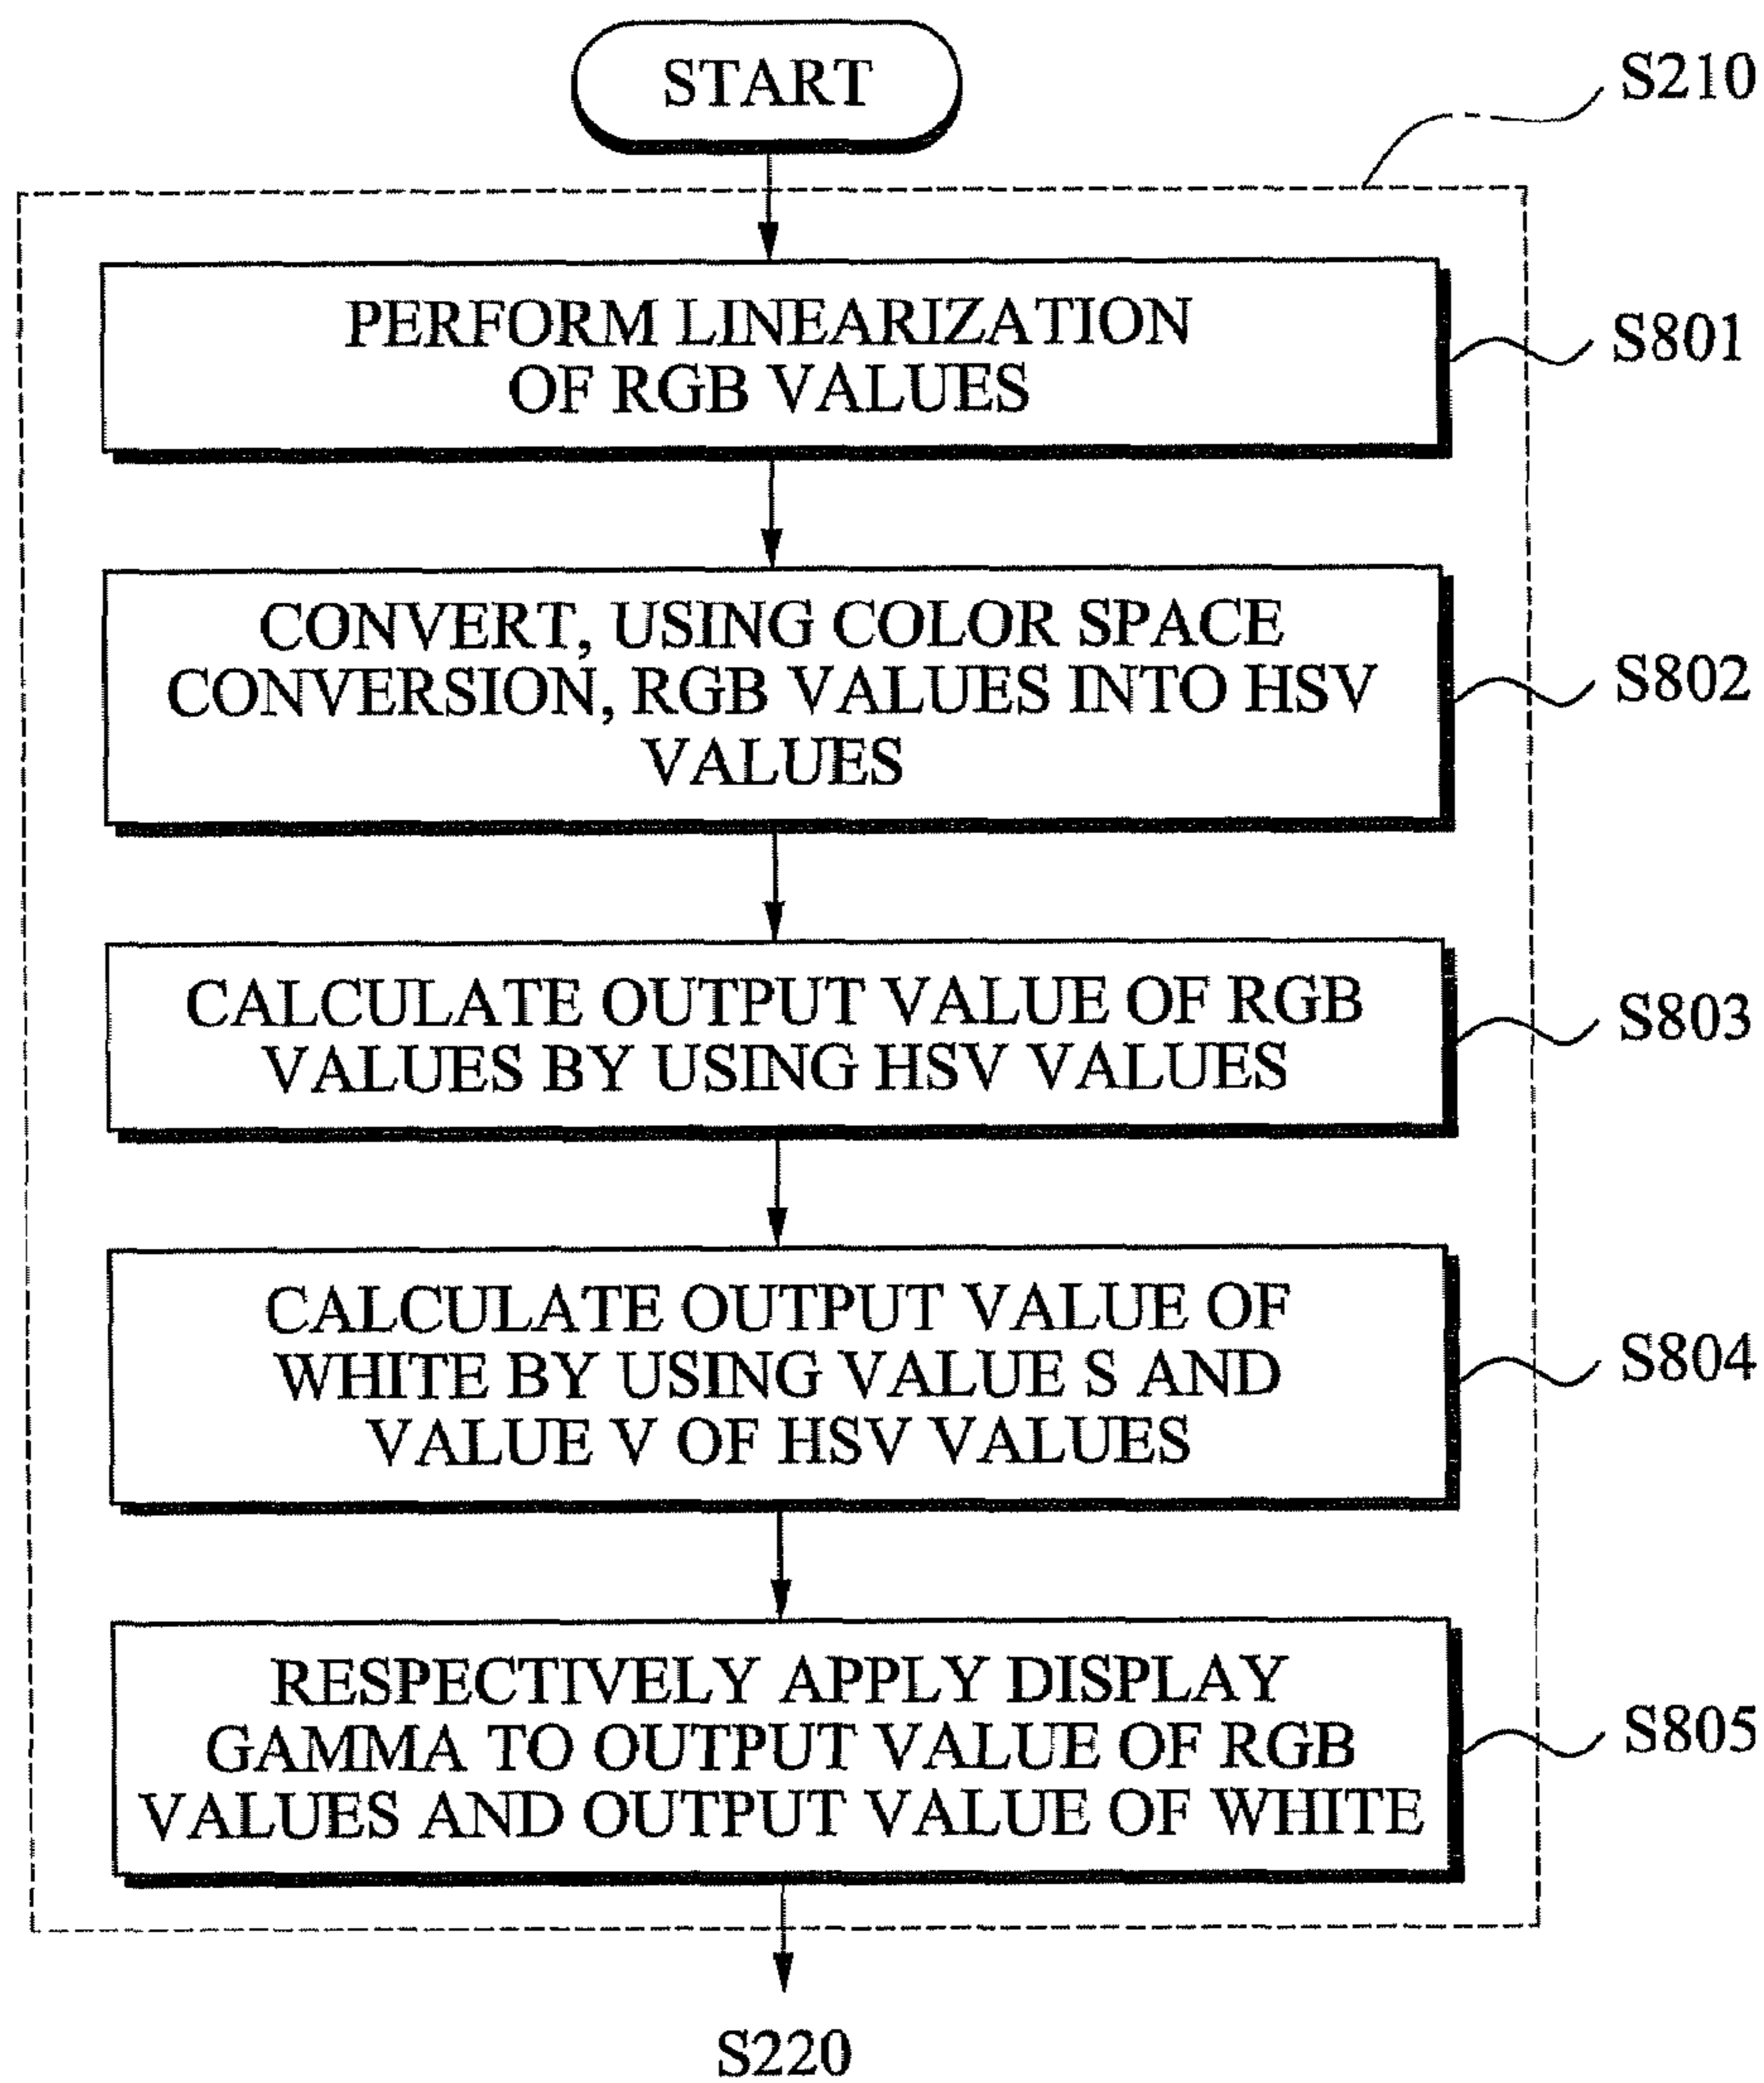 START
S210
PERFORM LINEARIZATION
OF RGB VALUES
S801
CONVERT, USING COLOR SPACE
CONVERSION, RGB VALUES INTO HSV
VALUES
S802
CALCULATE OUTPUT VALUE OF RGB
VALUES BY USING HSV VALUES
S803
CALCULATE OUTPUT VALUE OF
WHITE BY USING VALUE S AND
VALUE V OF HSV VALUES
S804
RESPECTIVELY APPLY DISPLAY
GAMMA TO OUTPUT VALUE OF RGB
VALUES AND OUTPUT VALUE OF WHITE
S805
S220